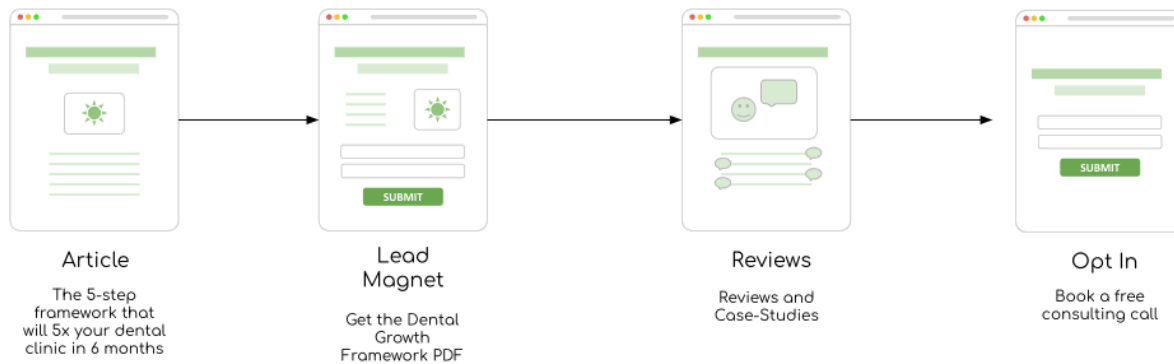 SUBMIT
SUBMIT
Article
The 5-step
framework that
will 5x your dental
clinic in 6 months
Lead
Magnet
Get the Dental
Growth
Framework PDF
Reviews
Reviews and
Case-Studies
Opt In
Book a free
consulting call